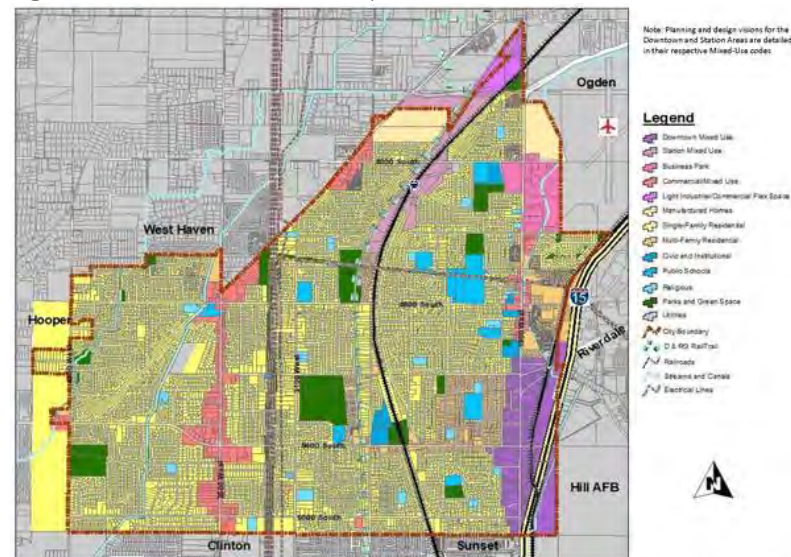 Note: Planning and design visions for the
Downtown and Station Areas are detailed
in their respective Mixed-Use codes
Ogden
Legend
Downtown Mixed Use
Station Mixed Use
Business Park
Commercial/Mixed Use
Light Industrial/Commercial Flex Space
Manufactured Homes
Single-Family Residential
Multi-Family Residential
Civic and Institutional
Public Schools
Religious
Parks and Green Space
Utilities
City Boundary
D & RG RailTrail
Railroads
Streams and Canals
Electrical Lines
West Haven
Hooper
15
Riverdale
Hill AFB
N
Clinton
Sunset